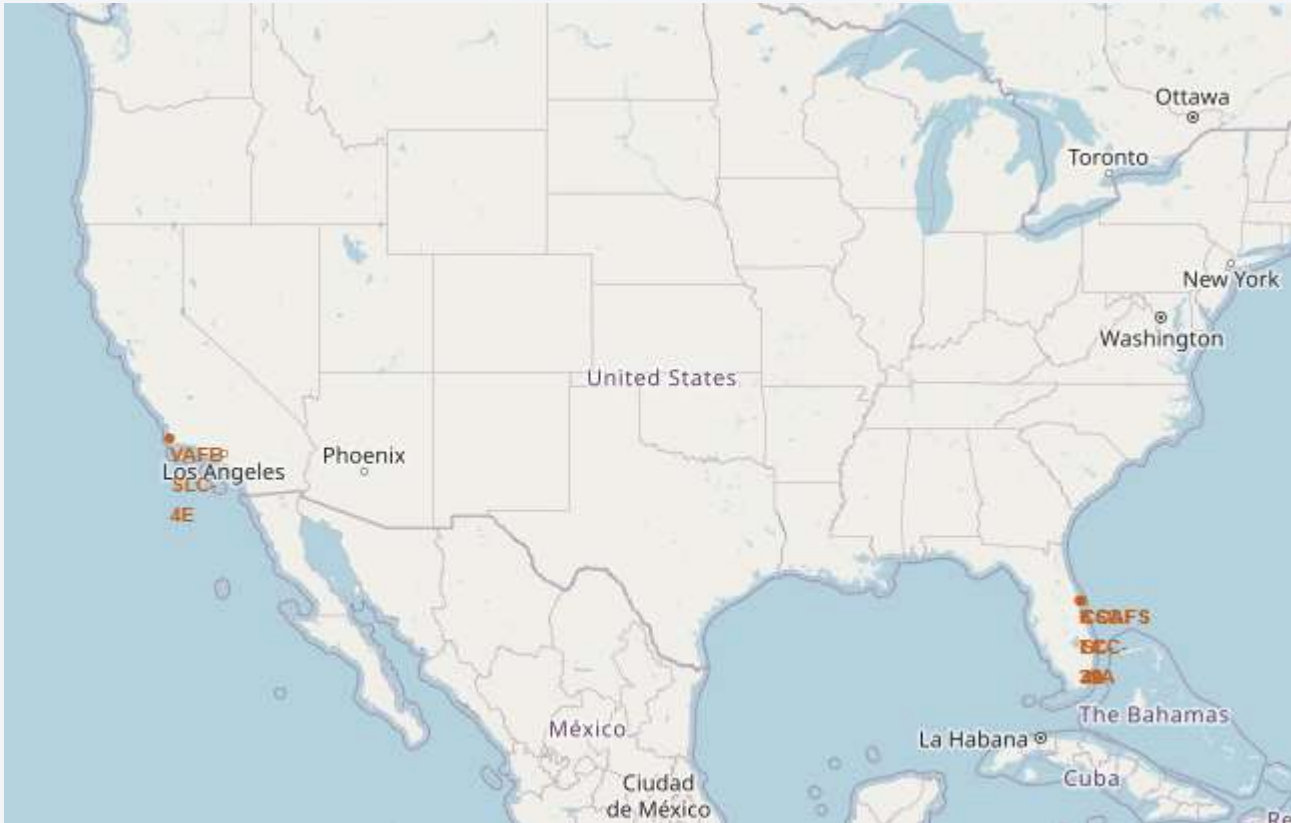 Ottawa
Toronto
New York
Washington
United States
VAFB
Los Angeles
SLC-
4E
Phoenix
México
Ciudad
de México
La Habana
The Bahamas
Cuba